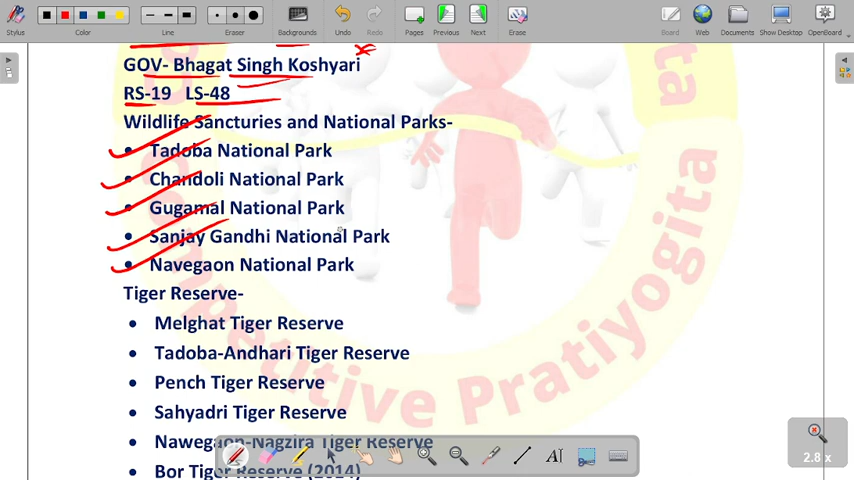 Stylus
Color
Line
Eraser
Backgrounds
Undo
Redo
Pages
Previous
Next
Erase
Board
Web
Documents
Show Desktop
OpenBoard
GOV- Bhagat Singh Koshyari
RS-19 LS-48
Wildlife Sancturies and National Parks-
• Tadoba National Park
• Chandoli National Park
• Gugamal National Park
• Sanjay Gandhi National Park
• Navegaon National Park
Tiger Reserve-
• Melghat Tiger Reserve
• Tadoba-Andhari Tiger Reserve
• Pench Tiger Reserve
• Sahyadri Tiger Reserve
• Nawegaon-Nagzira Tiger Reserve
• Bor Tiger Reserve (2014)
Competitive Pratiyogita
2.8 x